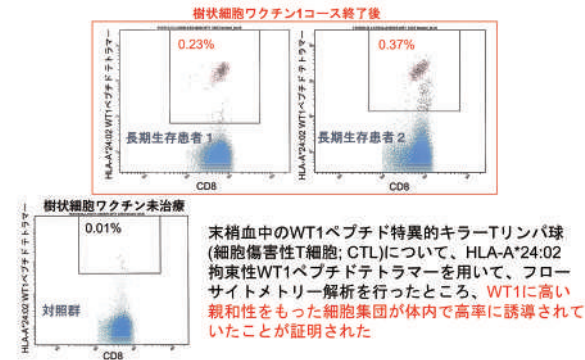 樹状細胞ワクチン1コース終了後
HLA-A*24:02 WT1ペプチドテトラマー
0.23%
長期生存患者 1
CD8
HLA-A*24:02 WT1ペプチドテトラマー
0.37%
長期生存患者 2
CD8
樹状細胞ワクチン未治療
HLA-A*24:02 WT1ペプチドテトラマー
0.01%
対照群
CD8
末梢血中のWT1ペプチド特異的キラーTリンパ球
(細胞傷害性T細胞; CTL)について、HLA-A*24:02
拘束性WT1ペプチドテトラマーを用いて、フロー
サイトメトリー解析を行ったところ、WT1に高い
親和性をもった細胞集団が体内で高率に誘導されて
いたことが証明された